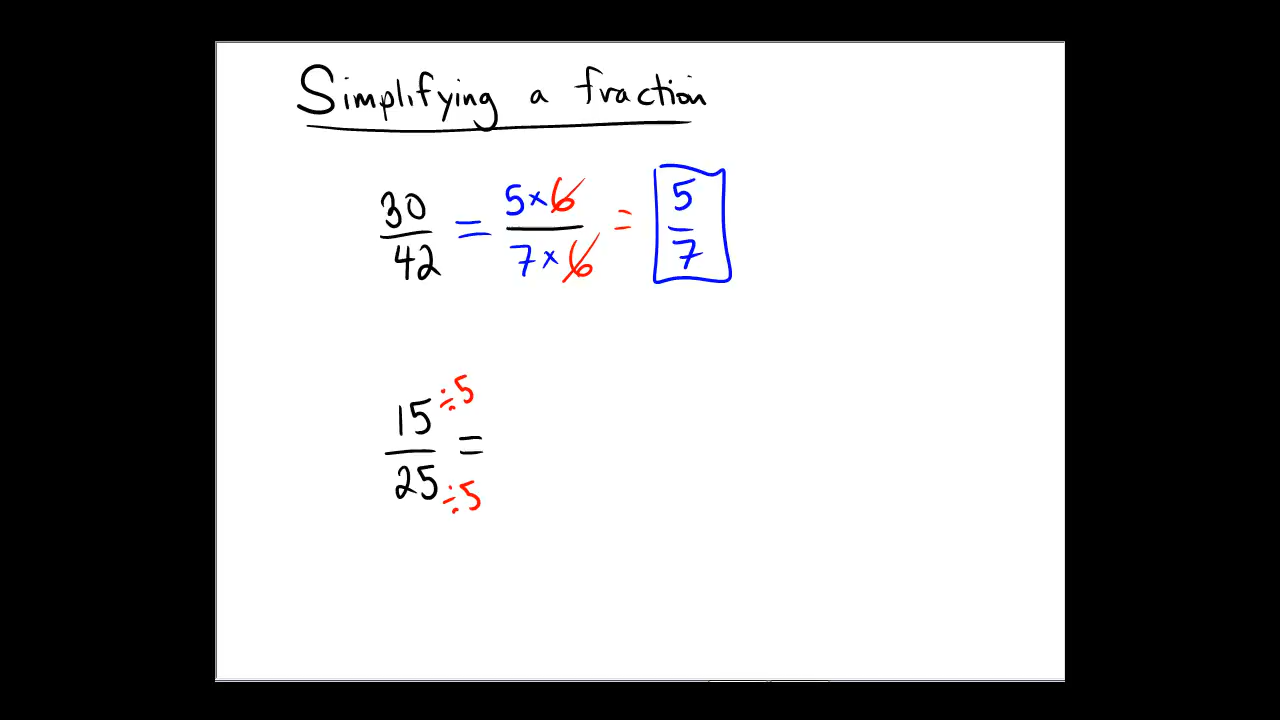 Simplifying a fraction
30/42 = (5 × 6)/(7 × 6) = 5/7
15 ÷5
— =
25 ÷5